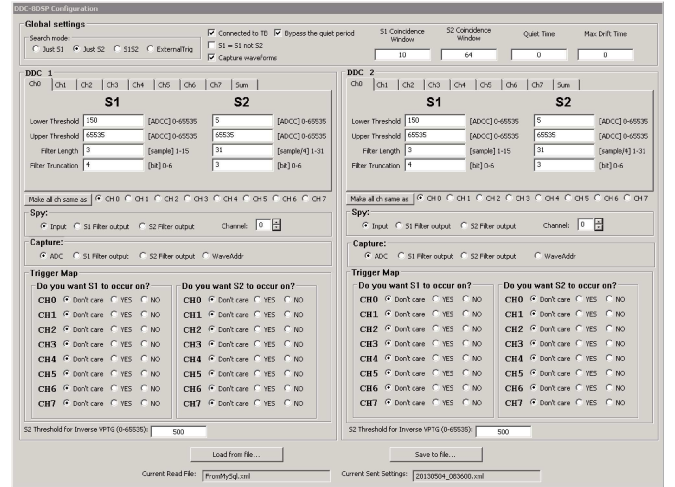 DDC-8DSP Configuration
Global settings
Search mode:
Just S1 Just S2 S1S2 ExternalTrig
Connected to TB Bypass the quiet period
S1 = S1 not S2
Capture waveforms
S1 Coincidence Window S2 Coincidence Window Quiet Time Max Drift Time
10 64 0 0
DDC 1
Ch0 Ch1 Ch2 Ch3 Ch4 Ch5 Ch6 Ch7 Sum
S1 S2
Lower Threshold 150 [ADCC] 0-65535 5 [ADCC] 0-65535
Upper Threshold 65535 [ADCC] 0-65535 65535 [ADCC] 0-65535
Filter Length 3 [sample] 1-15 31 [sample/4] 1-31
Filter Truncation 4 [bit] 0-6 3 [bit] 0-6
Make all ch same as CH 0 CH 1 CH 2 CH 3 CH 4 CH 5 CH 6 CH 7
Spy:
Input S1 Filter output S2 Filter output Channel: 0
Capture:
ADC S1 Filter output S2 Filter output WaveAddr
Trigger Map
Do you want S1 to occur on? Do you want S2 to occur on?
CH0 Don't care YES NO CH0 Don't care YES NO
CH1 Don't care YES NO CH1 Don't care YES NO
CH2 Don't care YES NO CH2 Don't care YES NO
CH3 Don't care YES NO CH3 Don't care YES NO
CH4 Don't care YES NO CH4 Don't care YES NO
CH5 Don't care YES NO CH5 Don't care YES NO
CH6 Don't care YES NO CH6 Don't care YES NO
CH7 Don't care YES NO CH7 Don't care YES NO
S2 Threshold for Inverse VPTG (0-65535): 500
DDC 2
Ch0 Ch1 Ch2 Ch3 Ch4 Ch5 Ch6 Ch7 Sum
S1 S2
Lower Threshold 150 [ADCC] 0-65535 5 [ADCC] 0-65535
Upper Threshold 65535 [ADCC] 0-65535 65535 [ADCC] 0-65535
Filter Length 3 [sample] 1-15 31 [sample/4] 1-31
Filter Truncation 4 [bit] 0-6 3 [bit] 0-6
Make all ch same as CH 0 CH 1 CH 2 CH 3 CH 4 CH 5 CH 6 CH 7
Spy:
Input S1 Filter output S2 Filter output Channel: 0
Capture:
ADC S1 Filter output S2 Filter output WaveAddr
Trigger Map
Do you want S1 to occur on? Do you want S2 to occur on?
CH0 Don't care YES NO CH0 Don't care YES NO
CH1 Don't care YES NO CH1 Don't care YES NO
CH2 Don't care YES NO CH2 Don't care YES NO
CH3 Don't care YES NO CH3 Don't care YES NO
CH4 Don't care YES NO CH4 Don't care YES NO
CH5 Don't care YES NO CH5 Don't care YES NO
CH6 Don't care YES NO CH6 Don't care YES NO
CH7 Don't care YES NO CH7 Don't care YES NO
S2 Threshold for Inverse VPTG (0-65535): 500
Load from file... Save to file...
Current Read File: FromMySql.xml Current Sent Settings: 20130504_083600.xml